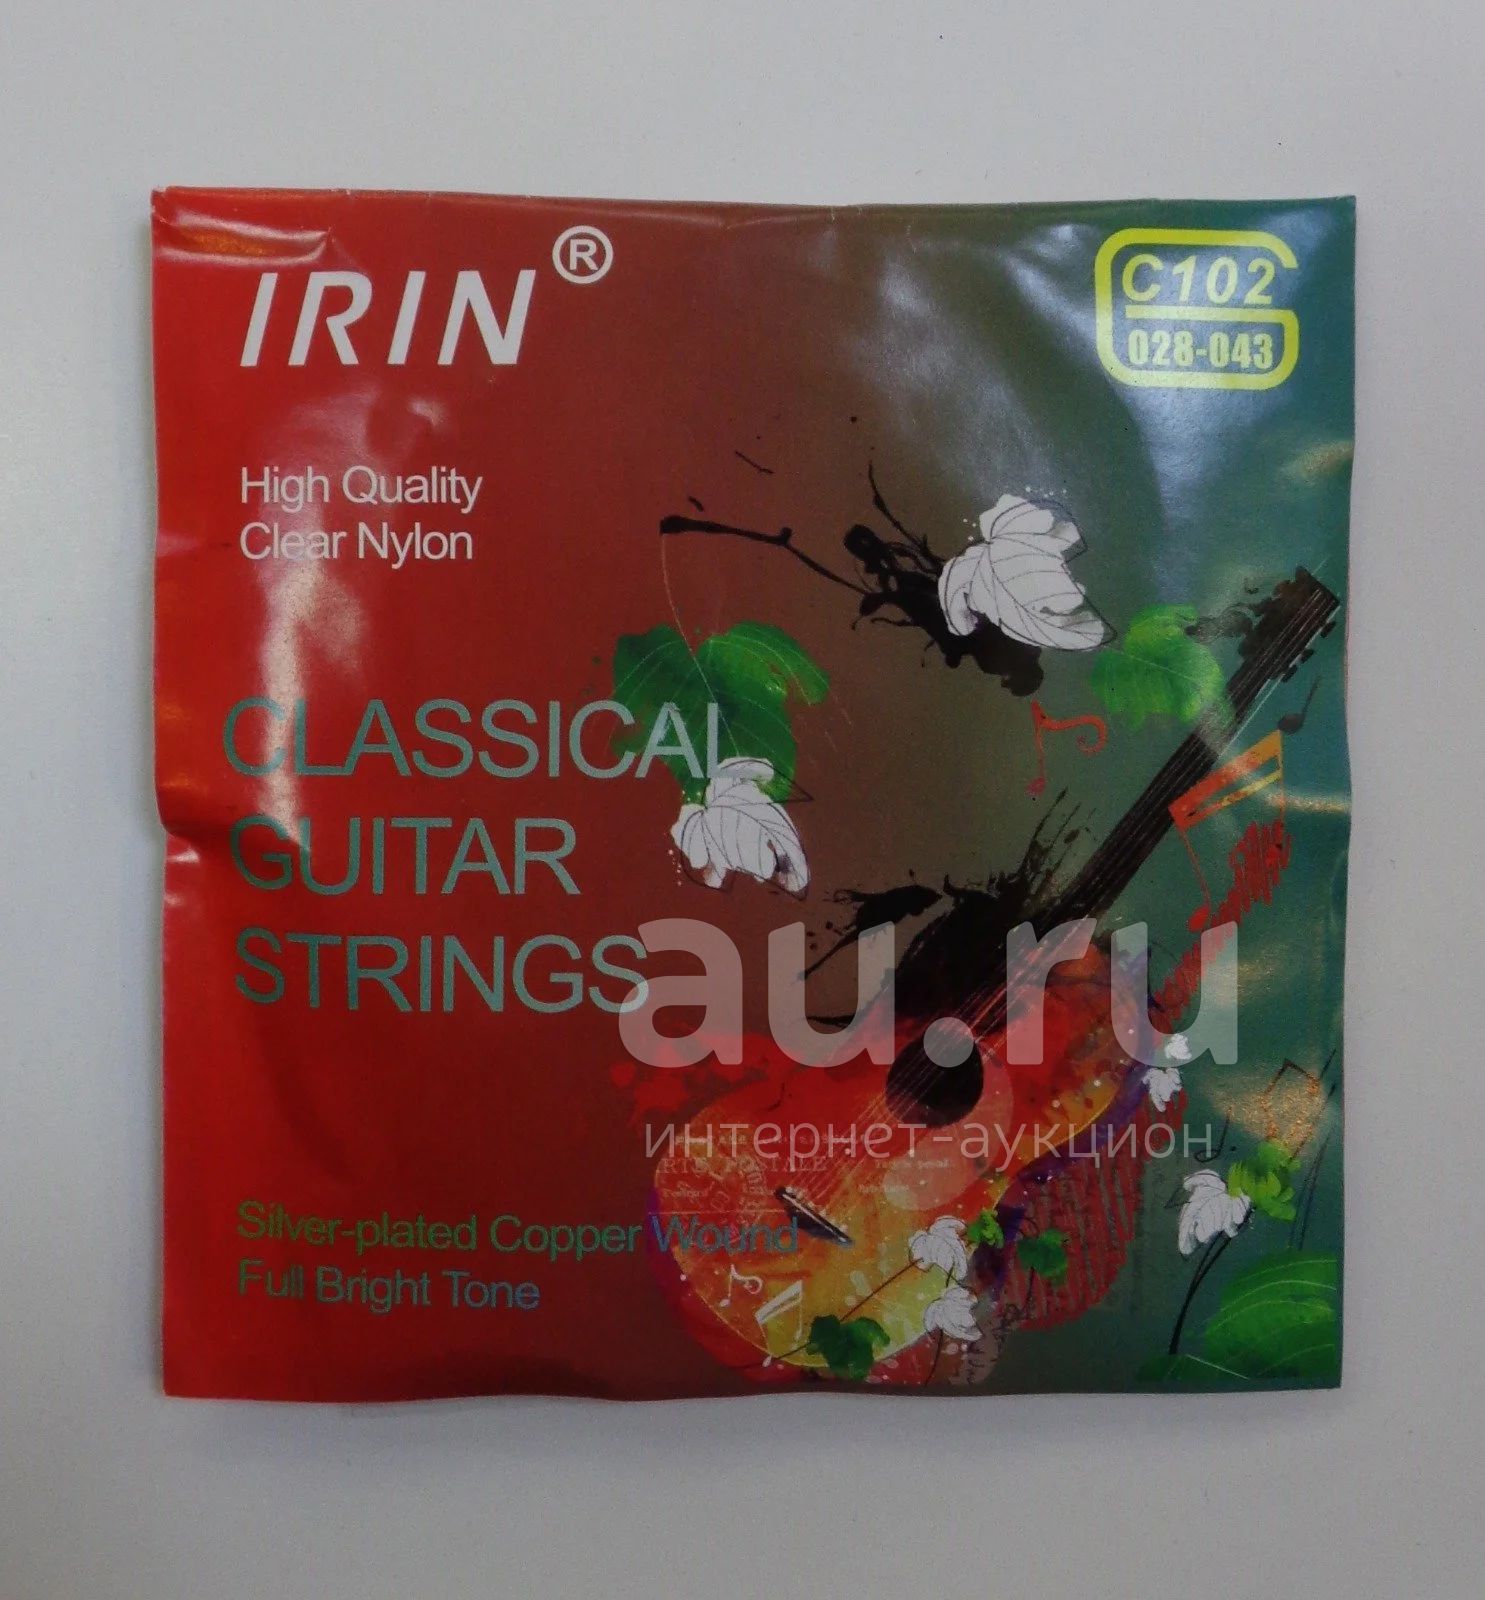 IRIN®
C102
028-043
High Quality
Clear Nylon
CLASSICAL
GUITAR
STRINGS
au.ru
интернет-аукцион
POSTALE
Silver-plated Copper Wound
Full Bright Tone